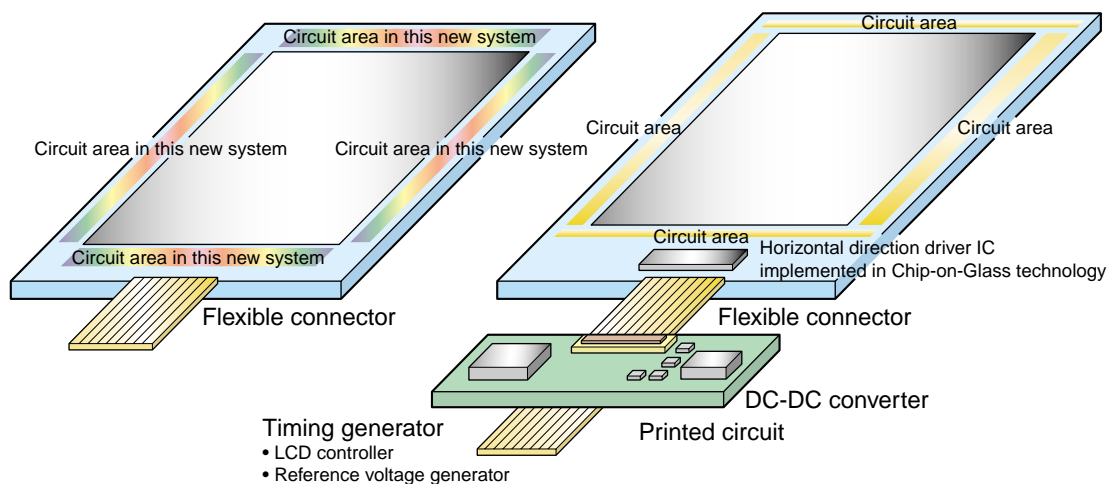 Circuit area in this new system
Circuit area in this new system
Circuit area in this new system
Circuit area in this new system
Flexible connector
Circuit area
Circuit area
Circuit area
Circuit area
Horizontal direction driver IC
implemented in Chip-on-Glass technology
Flexible connector
DC-DC converter
Printed circuit
Timing generator
• LCD controller
• Reference voltage generator